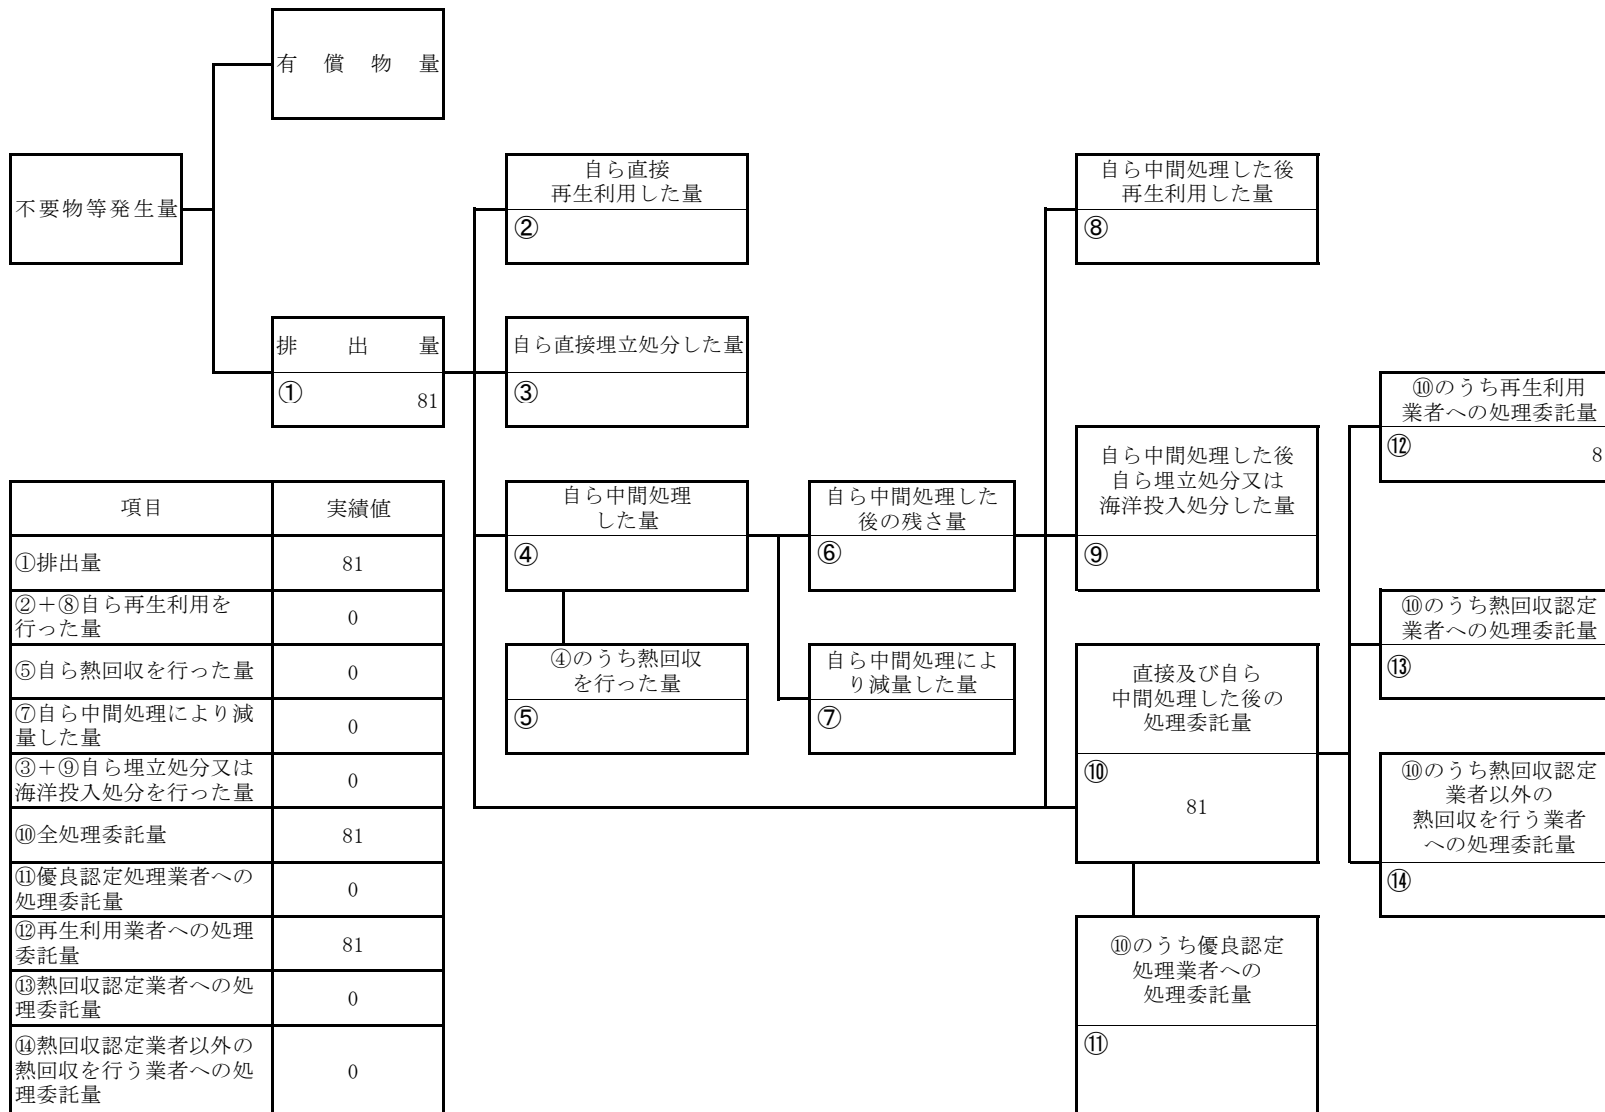 有償物量
不要物等発生量
排出量
① 81
自ら直接
再生利用した量
②
自ら直接埋立処分した量
③
自ら中間処理
した量
④
④のうち熱回収
を行った量
⑤
自ら中間処理した
後の残さ量
⑥
自ら中間処理によ
り減量した量
⑦
自ら中間処理した後
再生利用した量
⑧
自ら中間処理した後
自ら埋立処分又は
海洋投入処分した量
⑨
直接及び自ら
中間処理した後の
処理委託量
⑩
81
⑩のうち優良認定
処理業者への
処理委託量
⑪
⑩のうち再生利用
業者への処理委託量
⑫ 8
⑩のうち熱回収認定
業者への処理委託量
⑬
⑩のうち熱回収認定
業者以外の
熱回収を行う業者
への処理委託量
⑭
項目 実績値
①排出量 81
②+⑧自ら再生利用を
行った量 0
⑤自ら熱回収を行った量 0
⑦自ら中間処理により減
量した量 0
③+⑨自ら埋立処分又は
海洋投入処分を行った量 0
⑩全処理委託量 81
⑪優良認定処理業者への
処理委託量 0
⑫再生利用業者への処理
委託量 81
⑬熱回収認定業者への処
理委託量 0
⑭熱回収認定業者以外の
熱回収を行う業者への処
理委託量 0